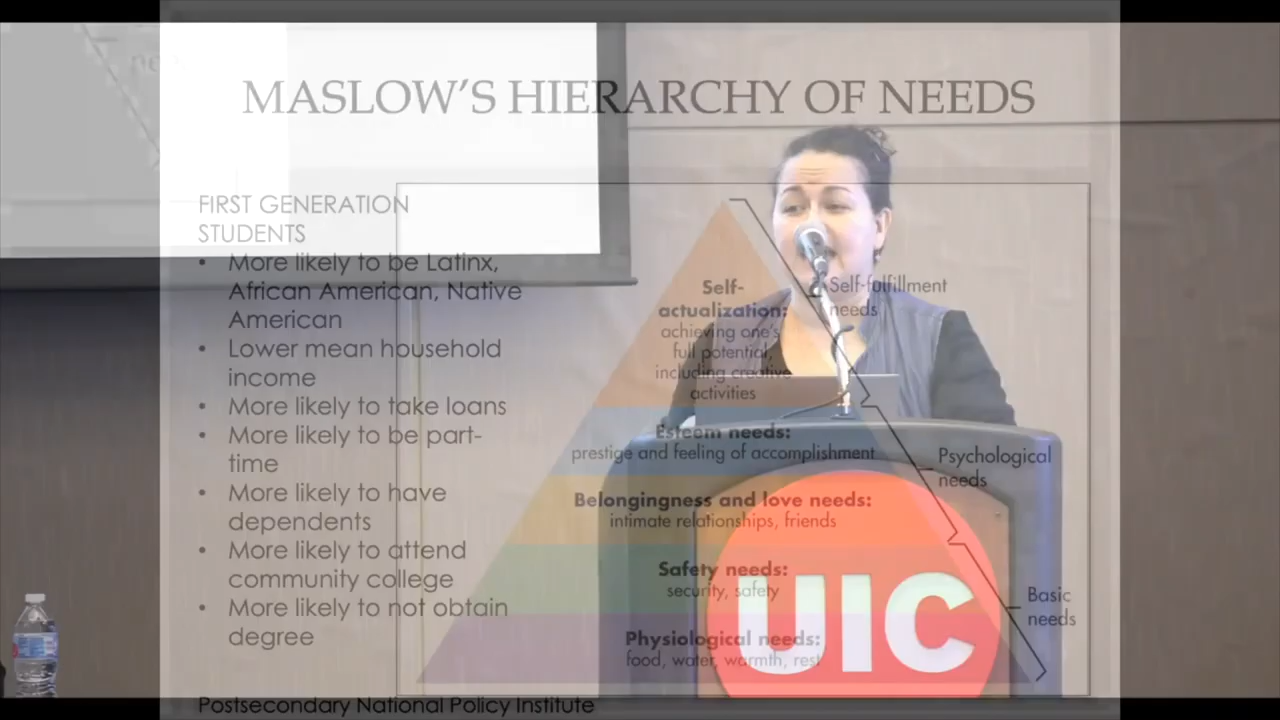 MASLOW'S HIERARCHY OF NEEDS
FIRST GENERATION
STUDENTS
• More likely to be Latinx,
African American, Native
American
• Lower mean household
income
• More likely to take loans
• More likely to be part-
time
• More likely to have
dependents
• More likely to attend
community college
• More likely to not obtain
degree
Postsecondary National Policy Institute
Self-
actualization:
achieving one's
full potential,
including creative
activities
Self-fulfillment
needs
Esteem needs:
prestige and feeling of accomplishment
Psychological
needs
Belongingness and love needs:
intimate relationships, friends
Safety needs:
security, safety
Basic
needs
Physiological needs:
food, water, warmth, rest
UIC